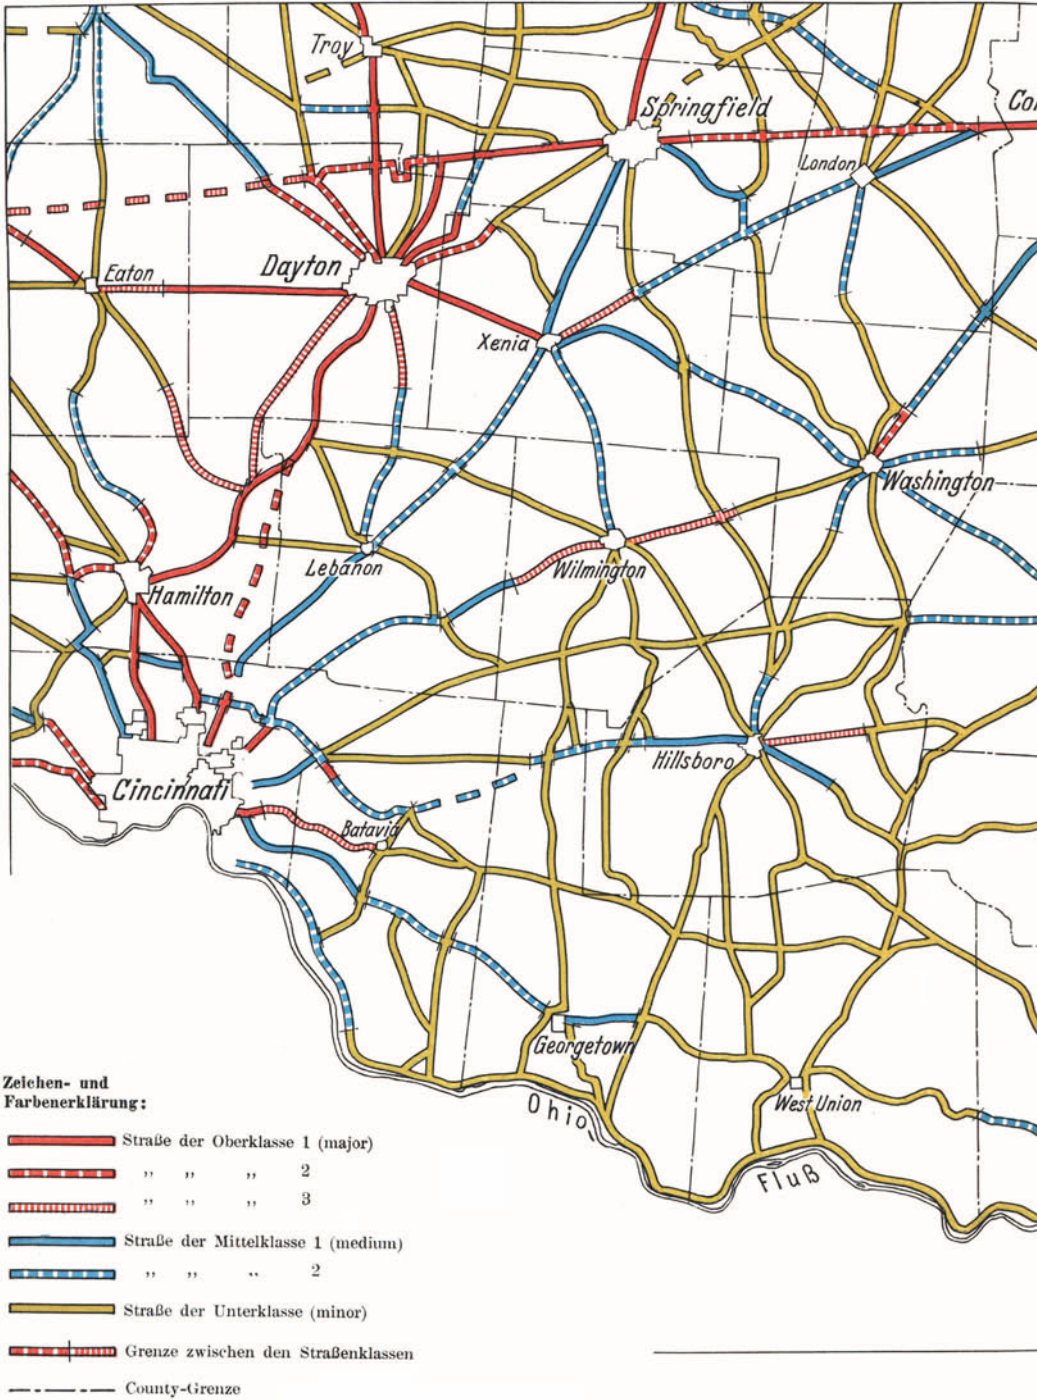 Troy
Springfield
London
Eaton
Dayton
Xenia
Washington
Lebanon
Wilmington
Hamilton
Hillsboro
Cincinnati
Batavia
Georgetown
West Union
Ohio
Fluß
Zeichen- und
Farbenerklärung:
Straße der Oberklasse 1 (major)
„ „ „ 2
„ „ „ 3
Straße der Mittelklasse 1 (medium)
„ „ „ 2
Straße der Unterklasse (minor)
Grenze zwischen den Straßenklassen
County-Grenze